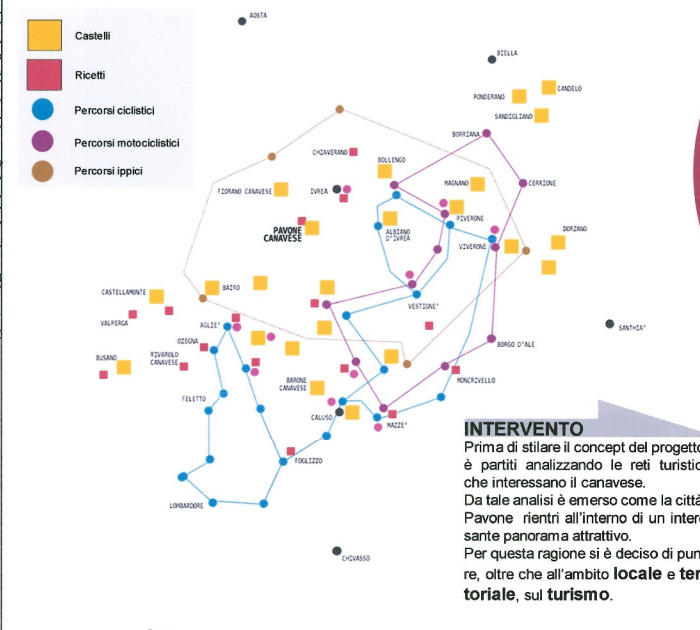 Castelli
Ricetti
Percorsi ciclistici
Percorsi motociclistici
Percorsi ippici
AOSTA
BIELLA
PONDERANO
CANDELO
SANDIGLIANO
BORRIANA
CHIAVERANO
BOLLENGO
FIORANO CANAVESE
IVREA
MAGNANO
CERRIONE
PAVONE
CANAVESE
ALBIANO
D'IVREA
PIVERONE
VIVERONE
DORZANO
CASTELLAMONTE
BAIRO
VESTIGNE'
VALPERGA
AGLIE'
SANTHIA'
OZEGNA
BORGO D'ALE
BUSANO
RIVAROLO
CANAVESE
BARONE
CANAVESE
MONCRIVELLO
FELETTO
CALUSO
MAZZE'
FOGLIZZO
LOMBARDORE
CHIVASSO
INTERVENTO
Prima di stilare il concept del progetto
è partiti analizzando le reti turistic
che interessano il canavese.
Da tale analisi è emerso come la città
Pavone rientri all'interno di un inter
sante panorama attrattivo.
Per questa ragione si è deciso di pun
re, oltre che all'ambito locale e ter
toriale, sul turismo.